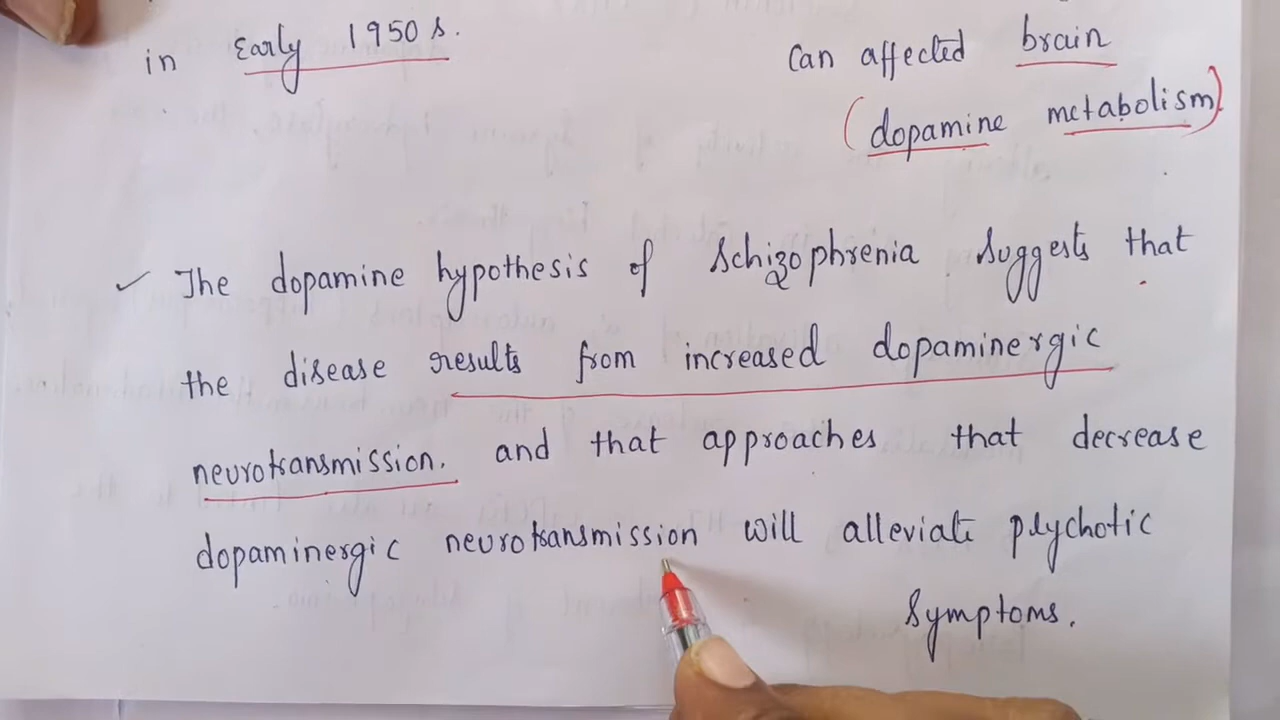 in Early 1950s.
Can affected brain
(dopamine metabolism)
✓ The dopamine hypothesis of Schizophrenia suggests that
the disease results from increased dopaminergic
neurotransmission. and that approaches that decrease
dopaminergic neurotransmission will alleviate psychotic
symptoms.